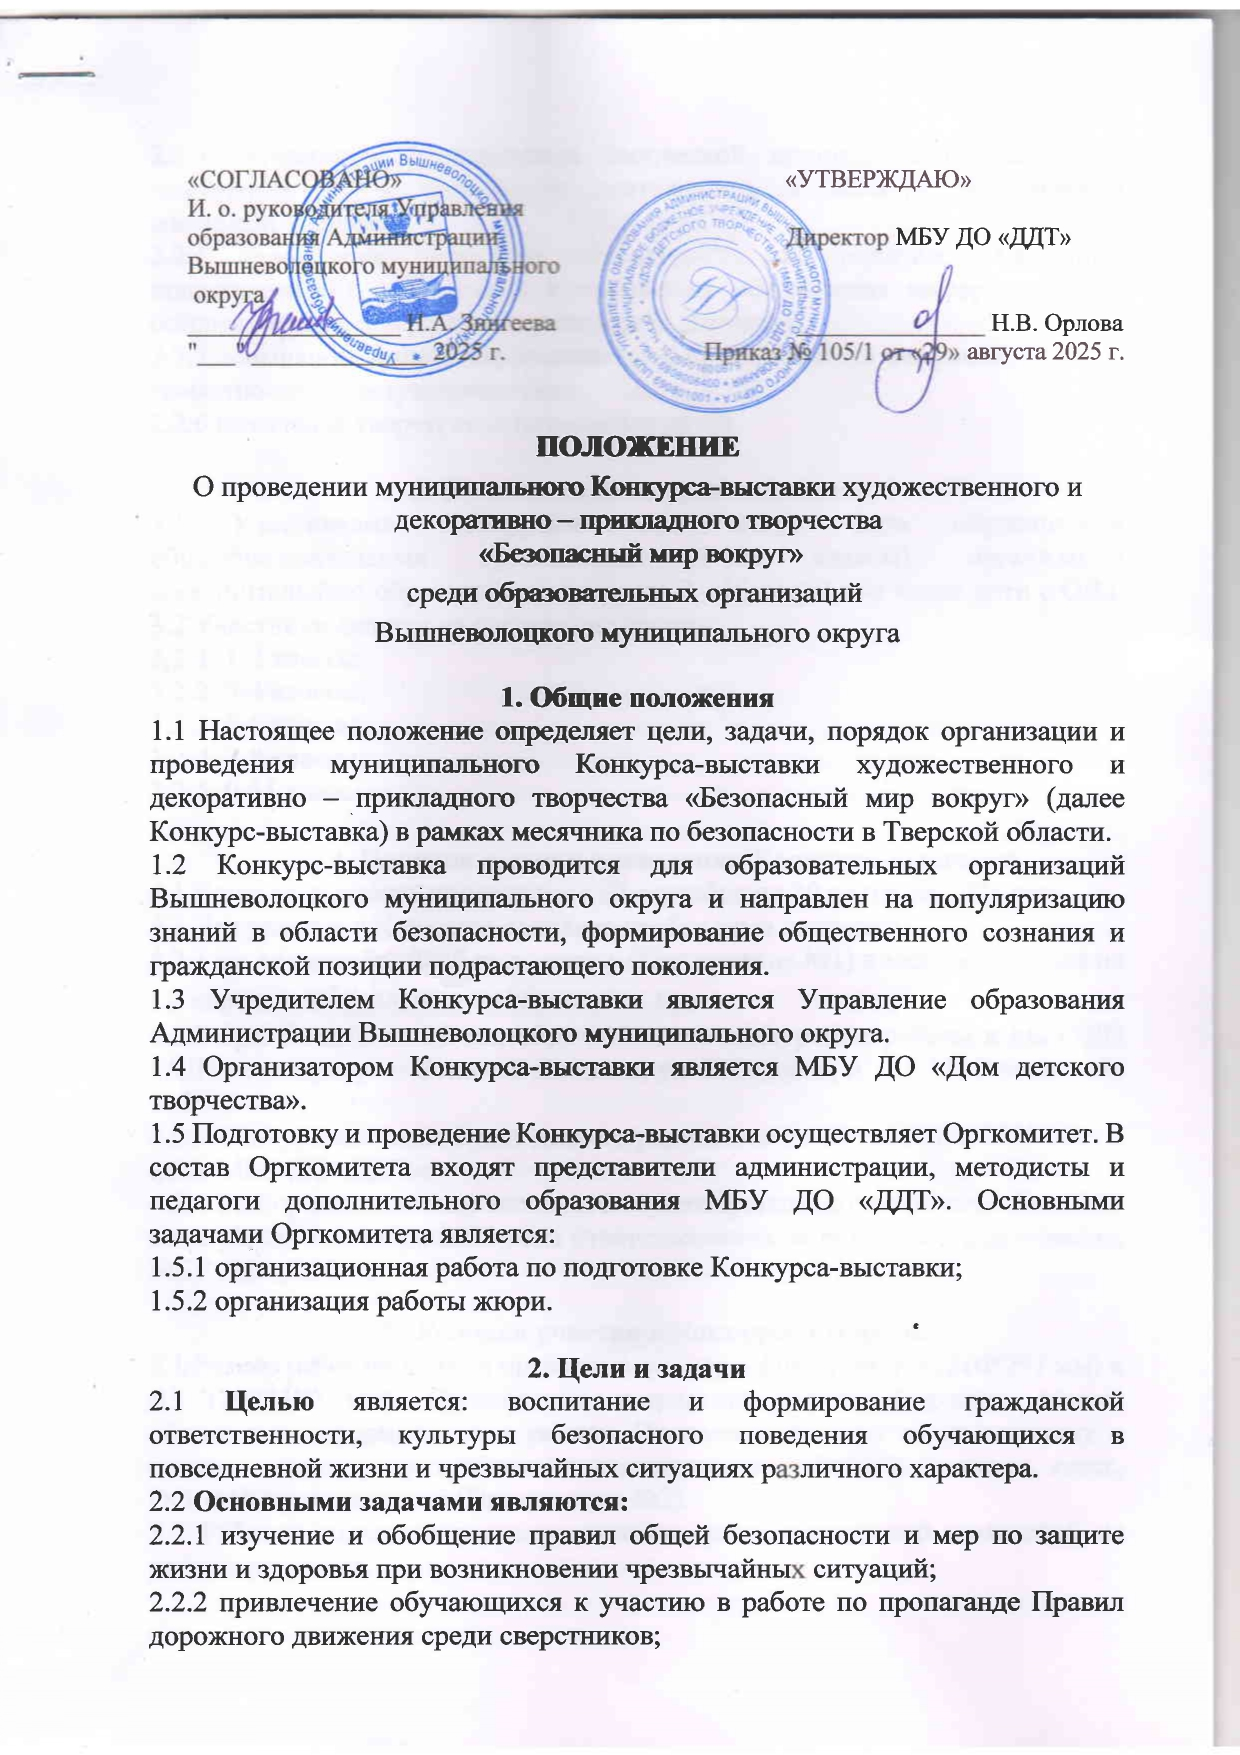 «СОГЛАСОВАНО»
И. о. руководителя Управления
образования Администрации
Вышневолоцкого муниципального
округа
Н.А. Зингеева
"___" ______________ 2025 г.
«УТВЕРЖДАЮ»
Директор МБУ ДО «ДДТ»
Н.В. Орлова
Приказ № 105/1 от «29» августа 2025 г.
ПОЛОЖЕНИЕ
О проведении муниципального Конкурса-выставки художественного и
декоративно – прикладного творчества
«Безопасный мир вокруг»
среди образовательных организаций
Вышневолоцкого муниципального округа
1. Общие положения
1.1 Настоящее положение определяет цели, задачи, порядок организации и
проведения муниципального Конкурса-выставки художественного и
декоративно – прикладного творчества «Безопасный мир вокруг» (далее
Конкурс-выставка) в рамках месячника по безопасности в Тверской области.
1.2 Конкурс-выставка проводится для образовательных организаций
Вышневолоцкого муниципального округа и направлен на популяризацию
знаний в области безопасности, формирование общественного сознания и
гражданской позиции подрастающего поколения.
1.3 Учредителем Конкурса-выставки является Управление образования
Администрации Вышневолоцкого муниципального округа.
1.4 Организатором Конкурса-выставки является МБУ ДО «Дом детского
творчества».
1.5 Подготовку и проведение Конкурса-выставки осуществляет Оргкомитет. В
состав Оргкомитета входят представители администрации, методисты и
педагоги дополнительного образования МБУ ДО «ДДТ». Основными
задачами Оргкомитета является:
1.5.1 организационная работа по подготовке Конкурса-выставки;
1.5.2 организация работы жюри.
2. Цели и задачи
2.1 Целью является: воспитание и формирование гражданской
ответственности, культуры безопасного поведения обучающихся в
повседневной жизни и чрезвычайных ситуациях различного характера.
2.2 Основными задачами являются:
2.2.1 изучение и обобщение правил общей безопасности и мер по защите
жизни и здоровья при возникновении чрезвычайных ситуаций;
2.2.2 привлечение обучающихся к участию в работе по пропаганде Правил
дорожного движения среди сверстников;